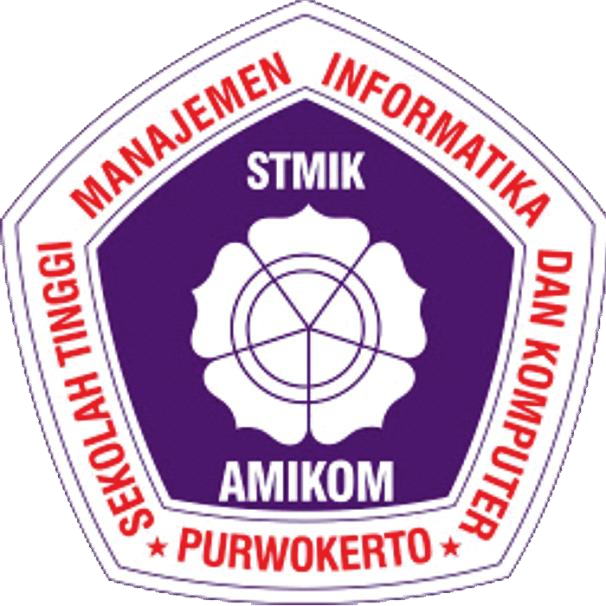 SEKOLAH TINGGI MANAJEMEN INFORMATIKA DAN KOMPUTER
STMIK
AMIKOM
★ PURWOKERTO ★